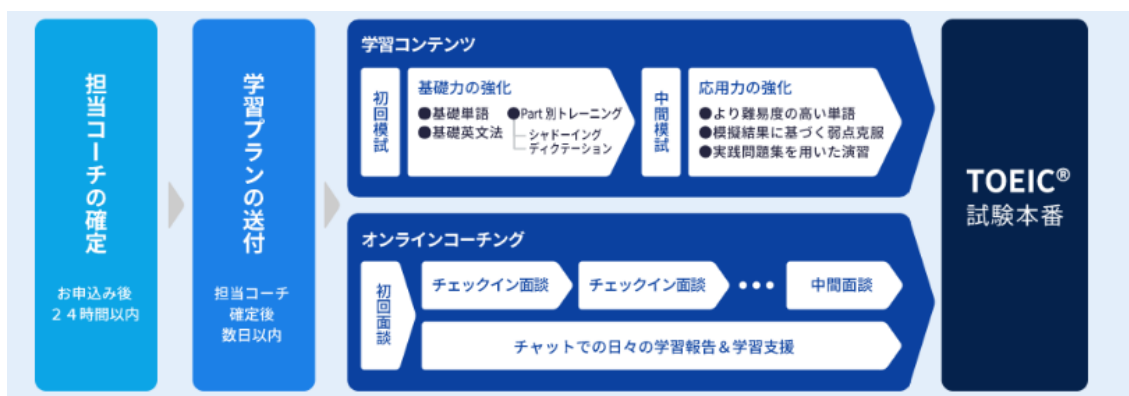 担当コーチの確定
お申込み後
２４時間以内
学習プランの送付
担当コーチ
確定後
数日以内
学習コンテンツ
初回模試
基礎力の強化
●基礎単語
●基礎英文法
●Part 別トレーニング
シャドーイング
ディクテーション
中間模試
応用力の強化
●より難易度の高い単語
●模擬結果に基づく弱点克服
●実践問題集を用いた演習
オンラインコーチング
初回面談
チェックイン面談
チェックイン面談
●●●
中間面談
チャットでの日々の学習報告＆学習支援
TOEIC®
試験本番